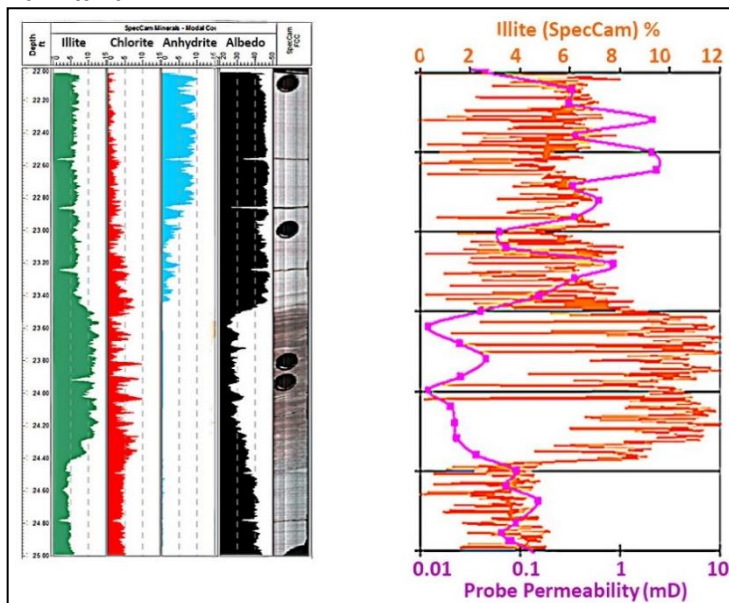 SpecCam Minerals - Modal Co
Depth
ft
Illite
Chlorite
Anhydrite
Albedo
SpecCam
FCC
22 00
22.20
22.40
22 60
22 80
23.00
23.20
23.40
23.60
23.80
24.00
24.20
24.40
24.60
24.80
25 00
Illite (SpecCam) %
0 2 4 6 8 10 12
0.01 0.1 1 10
Probe Permeability (mD)